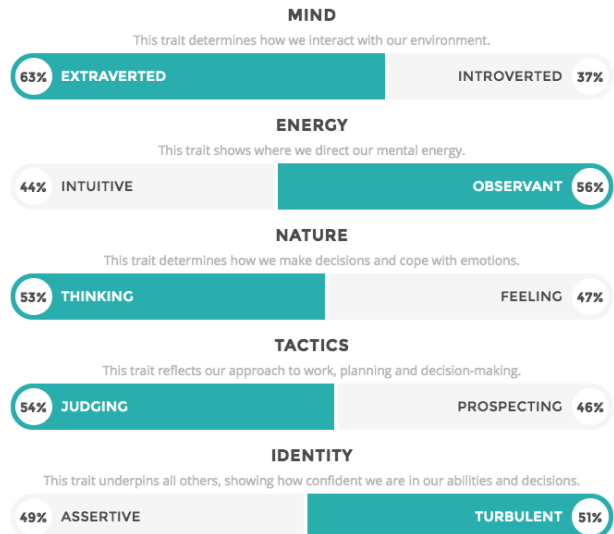 MIND
This trait determines how we interact with our environment.
63% EXTRAVERTED INTROVERTED 37%
ENERGY
This trait shows where we direct our mental energy.
44% INTUITIVE OBSERVANT 56%
NATURE
This trait determines how we make decisions and cope with emotions.
53% THINKING FEELING 47%
TACTICS
This trait reflects our approach to work, planning and decision-making.
54% JUDGING PROSPECTING 46%
IDENTITY
This trait underpins all others, showing how confident we are in our abilities and decisions.
49% ASSERTIVE TURBULENT 51%